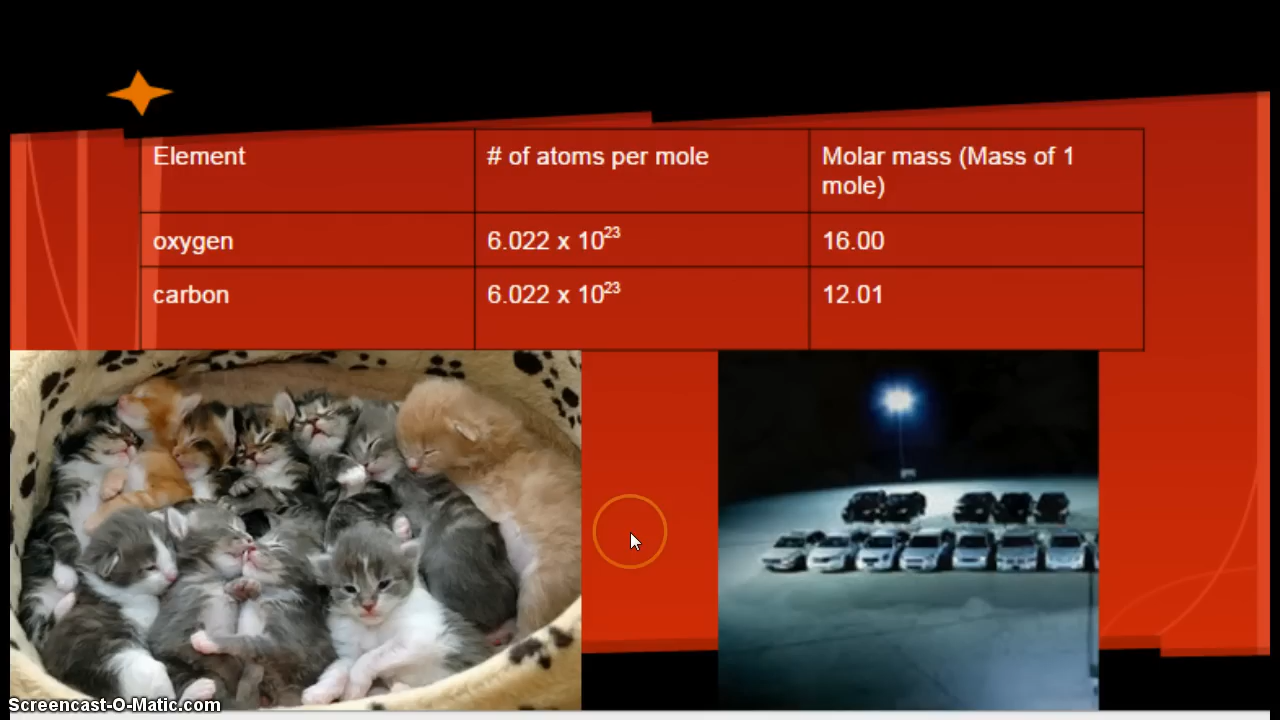 Element
# of atoms per mole
Molar mass (Mass of 1
mole)
oxygen
6.022 x 10²³
16.00
carbon
6.022 x 10²³
12.01
Screencast-O-Matic.com